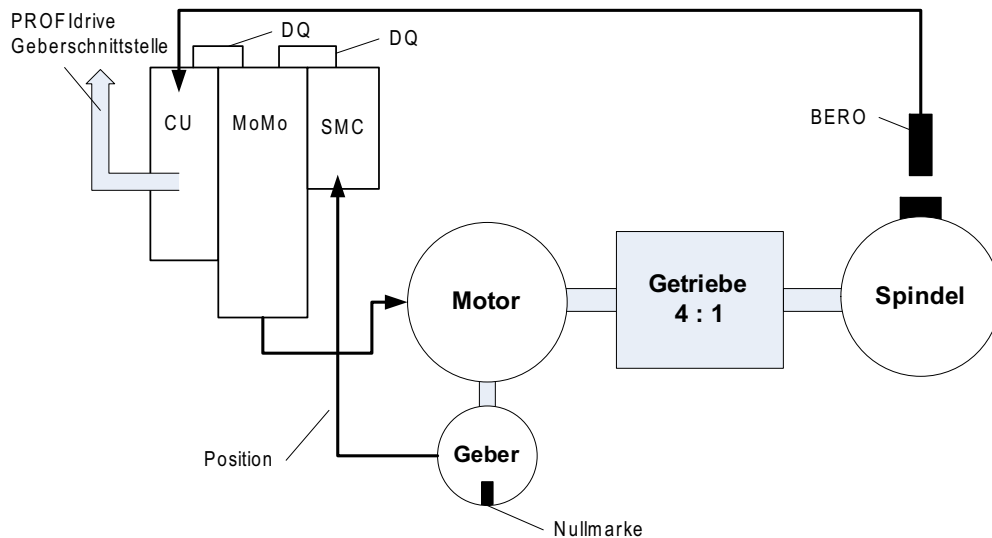 PROFIdrive
Geberschnittstelle
DQ
DQ
CU
MoMo
SMC
BERO
Motor
Getriebe
4 : 1
Spindel
Geber
Position
Nullmarke